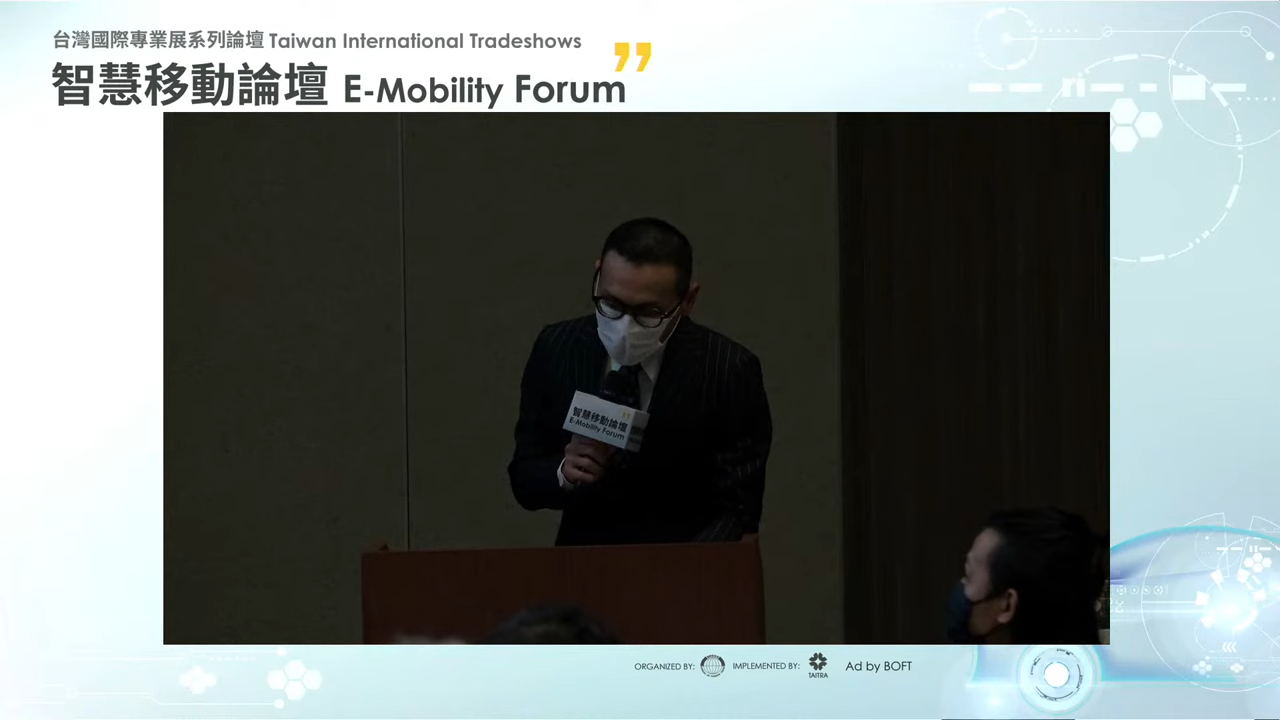 台灣國際專業展系列論壇 Taiwan International Tradeshows
智慧移動論壇 E-Mobility Forum
智慧移動論壇
E-Mobility Forum
ORGANIZED BY: IMPLEMENTED BY: TAITRA Ad by BOFT